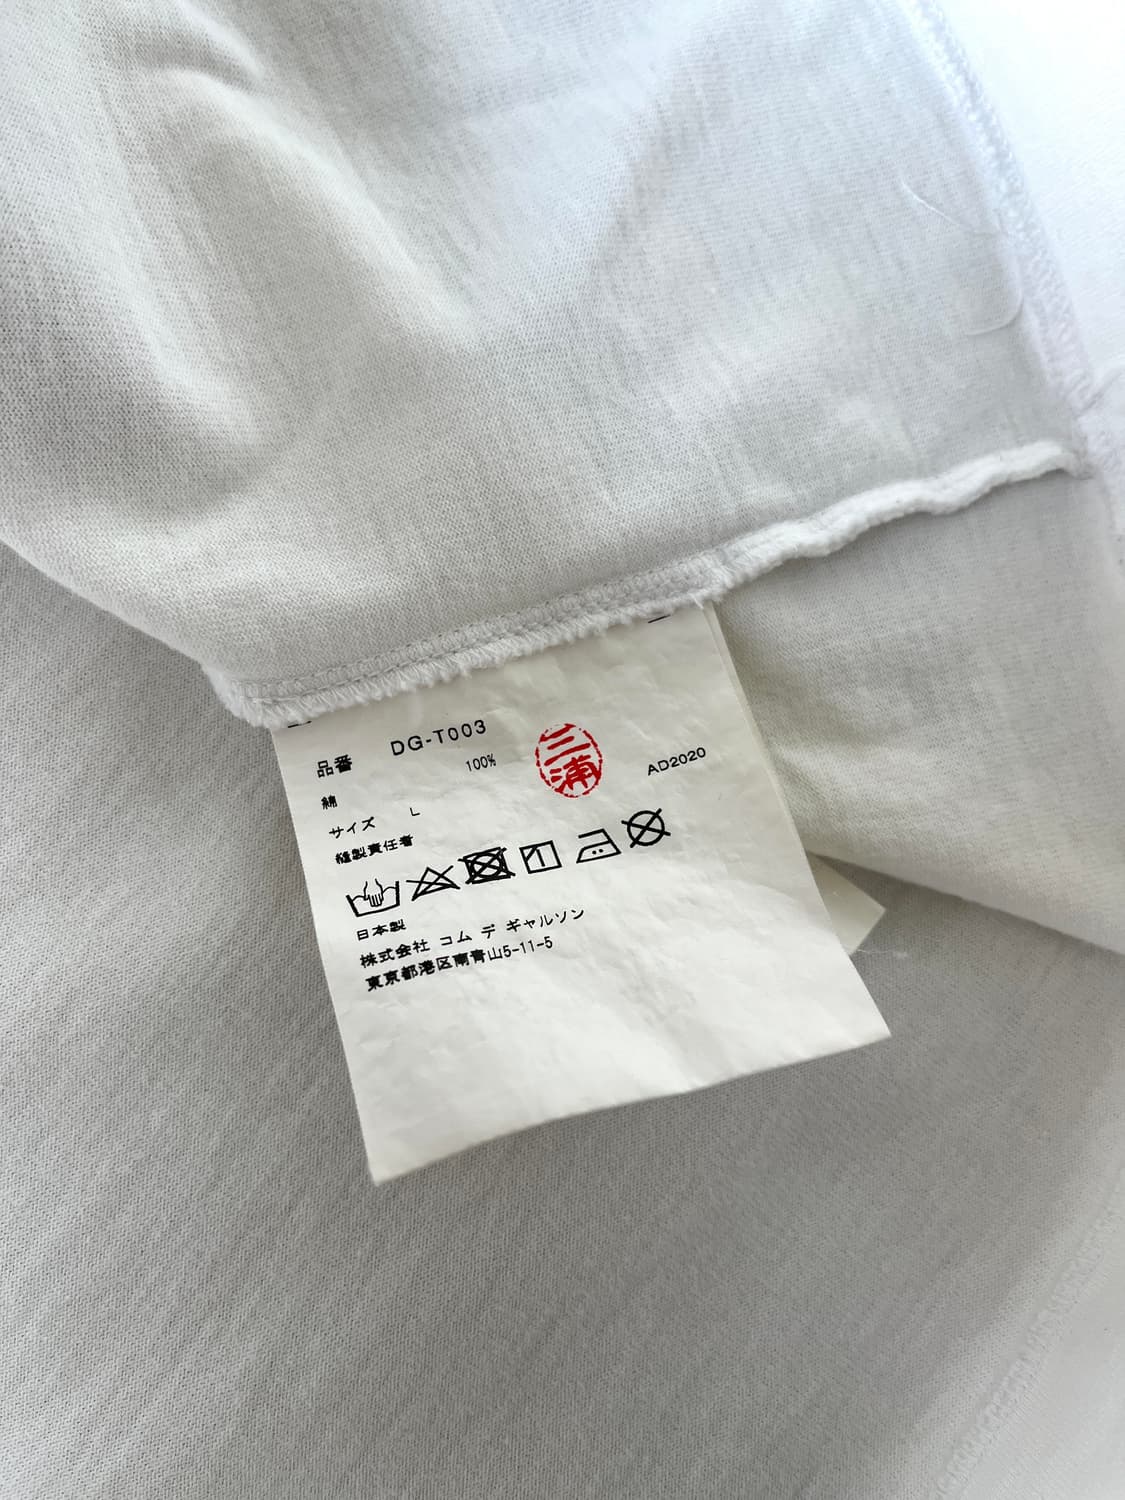 品番 DG-T003
綿 100%
三浦
AD2020
サイズ L
縫製責任者
日本製
株式会社 コム デ ギャルソン
東京都港区南青山5-11-5